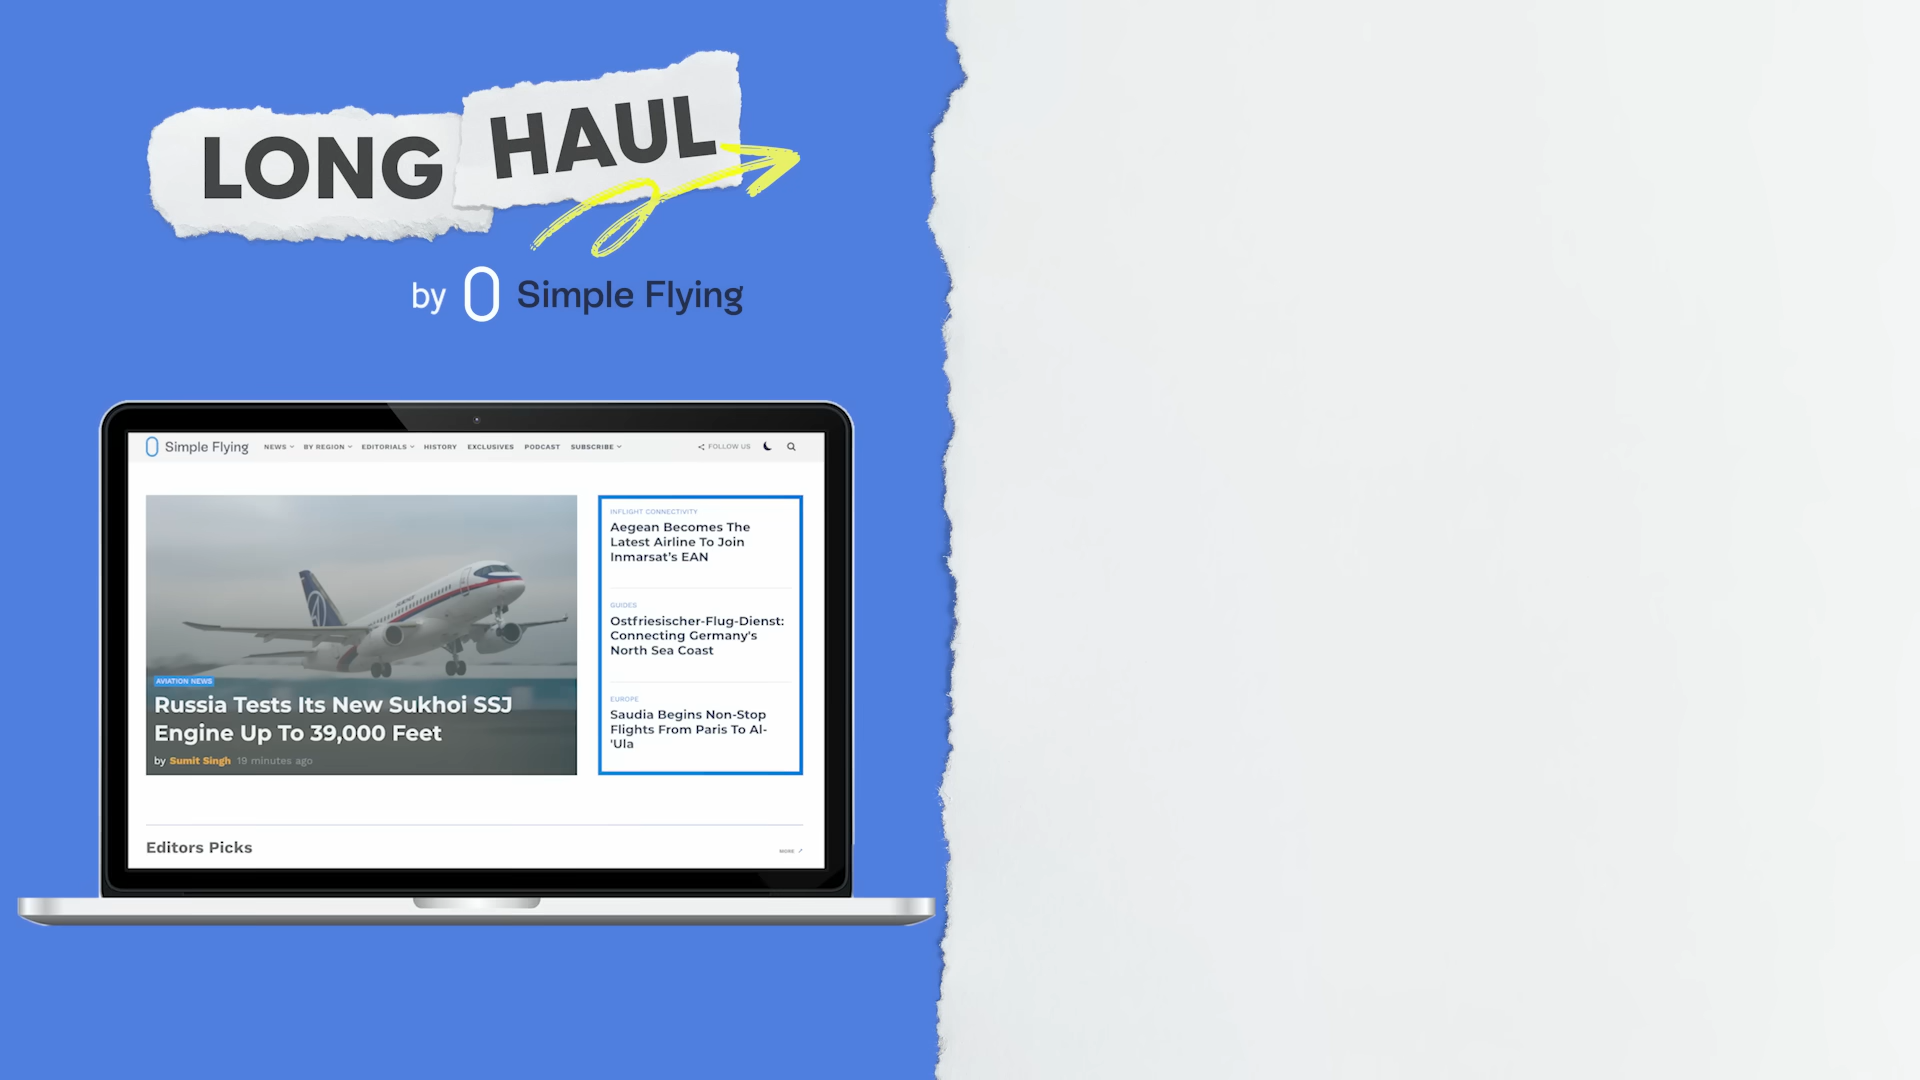 LONG HAUL
by Simple Flying
Simple Flying NEWS BY REGION EDITORIALS HISTORY EXCLUSIVES PODCAST SUBSCRIBE FOLLOW US
AVIATION NEWS
Russia Tests Its New Sukhoi SSJ
Engine Up To 39,000 Feet
by Sumit Singh 19 minutes ago
INFLIGHT CONNECTIVITY
Aegean Becomes The
Latest Airline To Join
Inmarsat's EAN
GUIDES
Ostfriesischer-Flug-Dienst:
Connecting Germany's
North Sea Coast
EUROPE
Saudia Begins Non-Stop
Flights From Paris To Al-
'Ula
Editors Picks
MORE